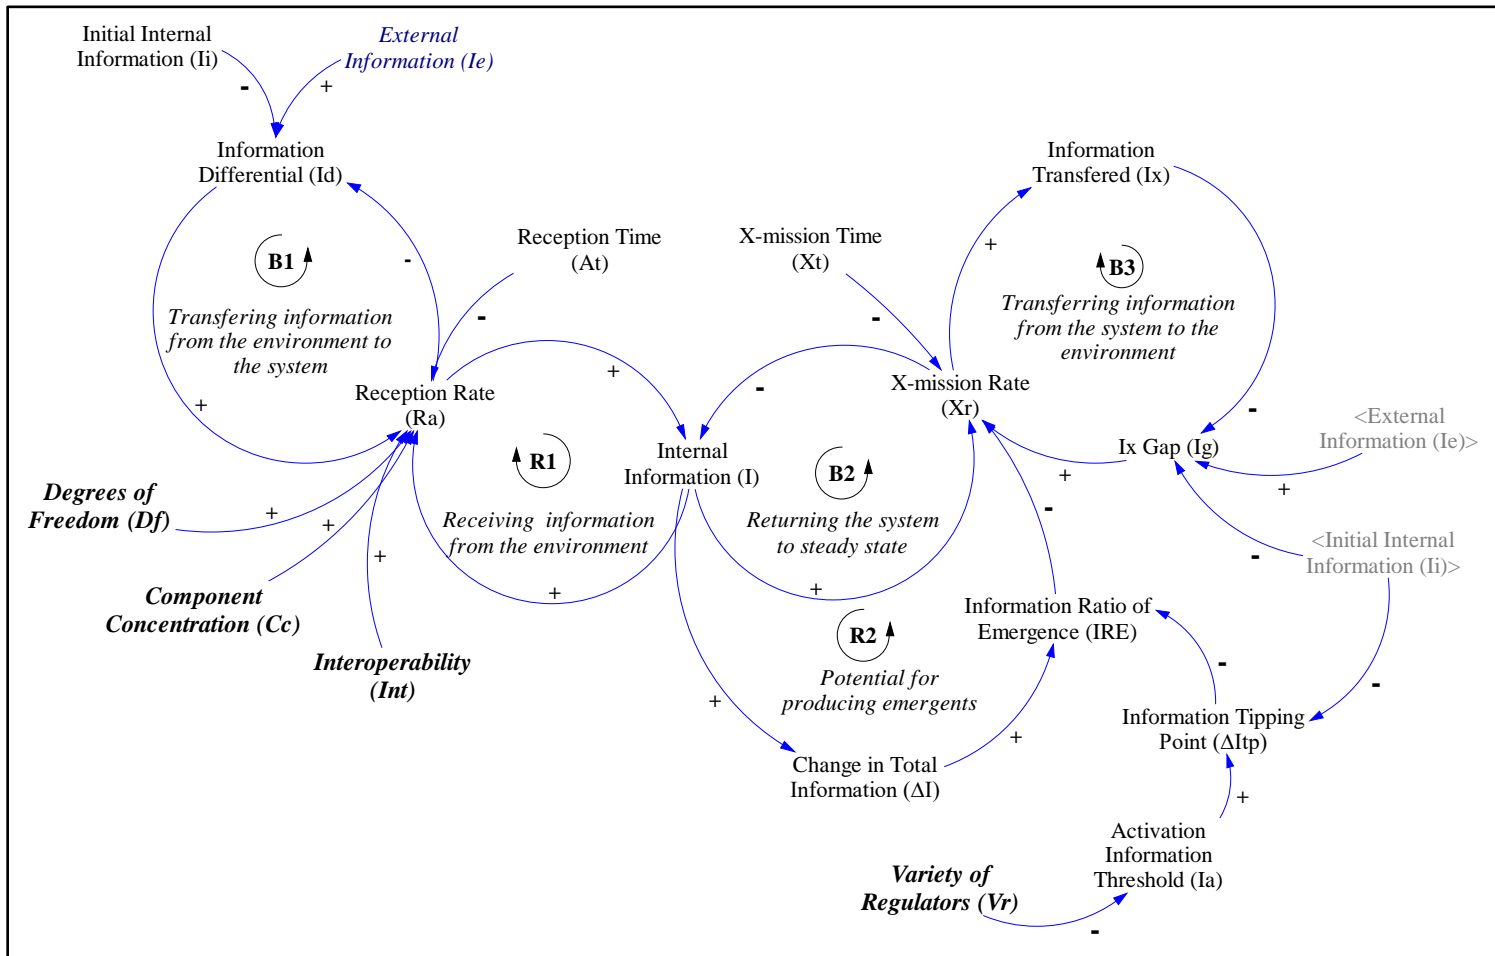 Initial Internal
Information (Ii)
External
Information (Ie)
-
+
Information
Differential (Id)
Information
Transfered (Ix)
B1
-
Reception Time
(At)
X-mission Time
(Xt)
+
B3
Transfering information
from the environment to
the system
-
-
Transferring information
from the system to the
environment
+
Reception Rate
(Ra)
+
-
X-mission Rate
(Xr)
-
<External
Information (Ie)>
R1
Internal
Information (I)
B2
Ix Gap (Ig)
+
+
Degrees of
Freedom (Df)
+
+
+
Receiving information
from the environment
Returning the system
to steady state
-
-
<Initial Internal
Information (Ii)>
Component
Concentration (Cc)
+
+
Information Ratio of
Emergence (IRE)
Interoperability
(Int)
R2
Potential for
producing emergents
-
-
+
+
Information Tipping
Point (ΔItp)
Change in Total
Information (ΔI)
+
Activation
Information
Threshold (Ia)
Variety of
Regulators (Vr)
-